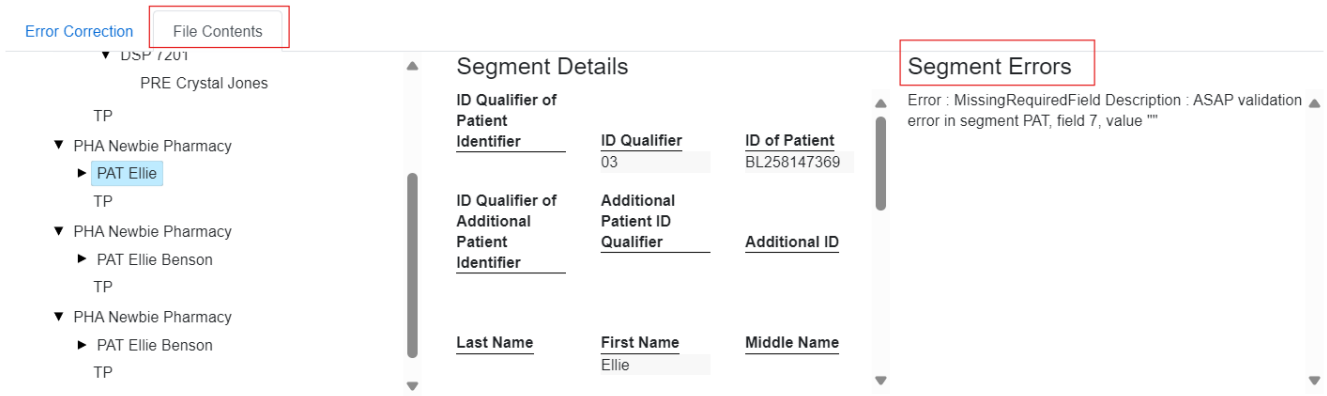 Error Correction
File Contents
DSP 7201
PRE Crystal Jones
TP
PHA Newbie Pharmacy
PAT Ellie
TP
PHA Newbie Pharmacy
PAT Ellie Benson
TP
PHA Newbie Pharmacy
PAT Ellie Benson
TP
Segment Details
ID Qualifier of
Patient
Identifier
ID Qualifier
03
ID of Patient
BL258147369
ID Qualifier of
Additional
Patient
Identifier
Additional
Patient ID
Qualifier
Additional ID
Last Name
First Name
Ellie
Middle Name
Segment Errors
Error : MissingRequiredField Description : ASAP validation
error in segment PAT, field 7, value ""